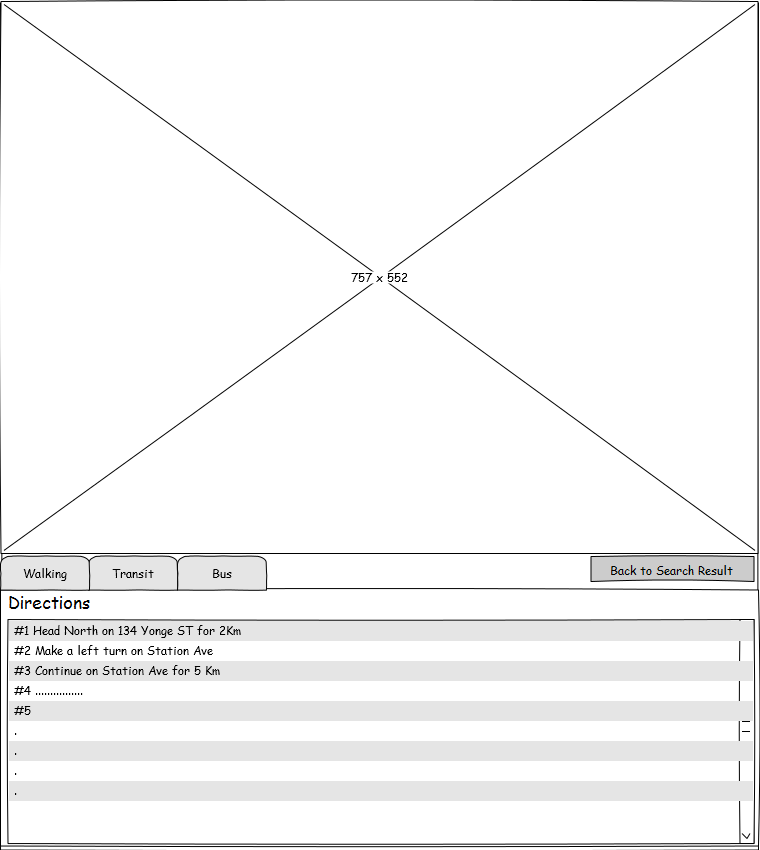 757 x 552
Walking Transit Bus Back to Search Result
Directions
#1 Head North on 134 Yonge ST for 2Km
#2 Make a left turn on Station Ave
#3 Continue on Station Ave for 5 Km
#4 ................
#5
.
.
.
.